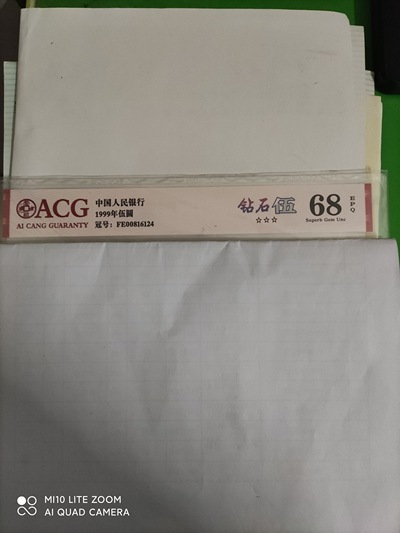 ACG
AI CANG GUARANTY
中国人民银行
1999年伍圆
冠号：FE00816124
钻石伍
☆☆☆
68
EPQ
Superb Gem Unc
MI10 LITE ZOOM
AI QUAD CAMERA